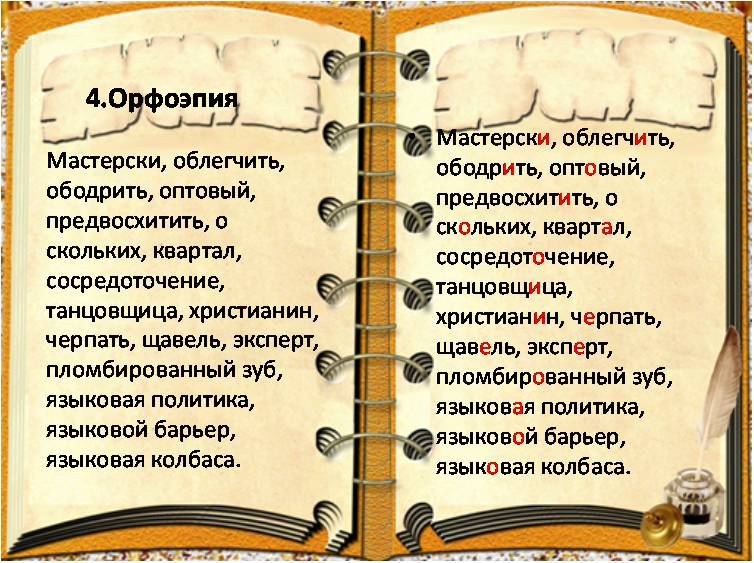 4.Орфоэпия
Мастерски, облегчить,
ободрить, оптовый,
предвосхитить, о
скольких, квартал,
сосредоточение,
танцовщица, христианин,
черпать, щавель, эксперт,
пломбированный зуб,
языковая политика,
языковой барьер,
языковая колбаса.
Мастерски, облегчить,
ободрить, оптовый,
предвосхитить, о
скольких, квартал,
сосредоточение,
танцовщица,
христианин, черпать,
щавель, эксперт,
пломбированный зуб,
языковая политика,
языковой барьер,
языковая колбаса.